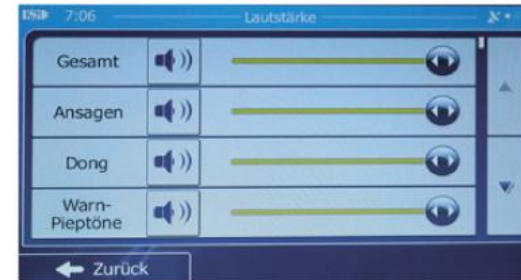 7:06
Lautstärke
Gesamt
Ansagen
Dong
Warn-
Pieptöne
Zurück